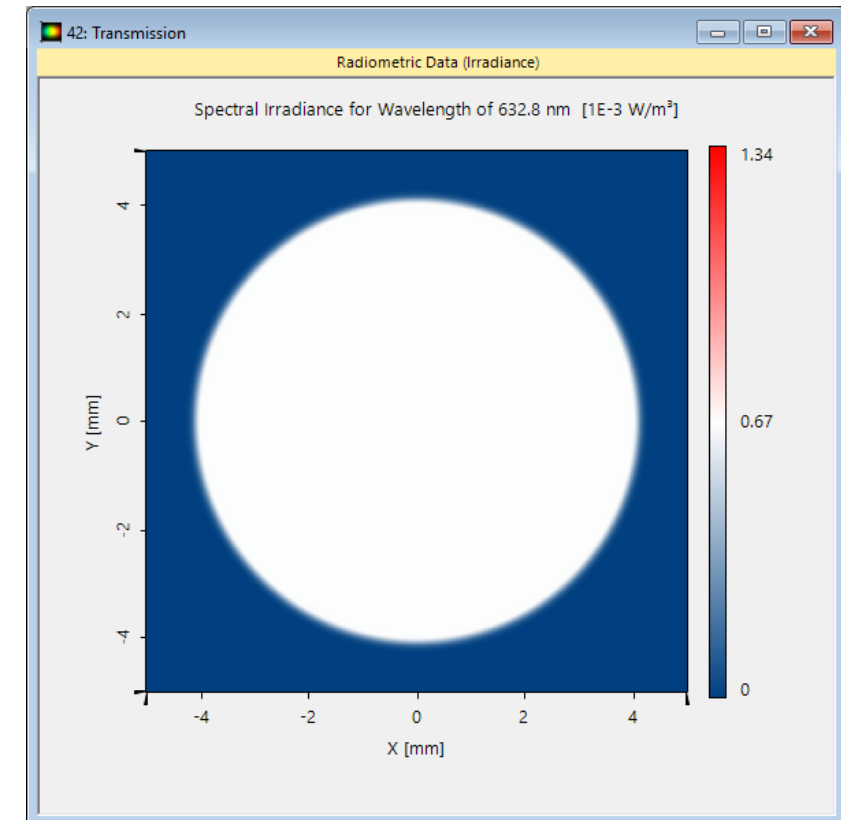 42: Transmission
Radiometric Data (Irradiance)
Spectral Irradiance for Wavelength of 632.8 nm [1E-3 W/m³]
1.34
0.67
0
Y [mm]
4
2
0
-2
-4
-4 -2 0 2 4
X [mm]